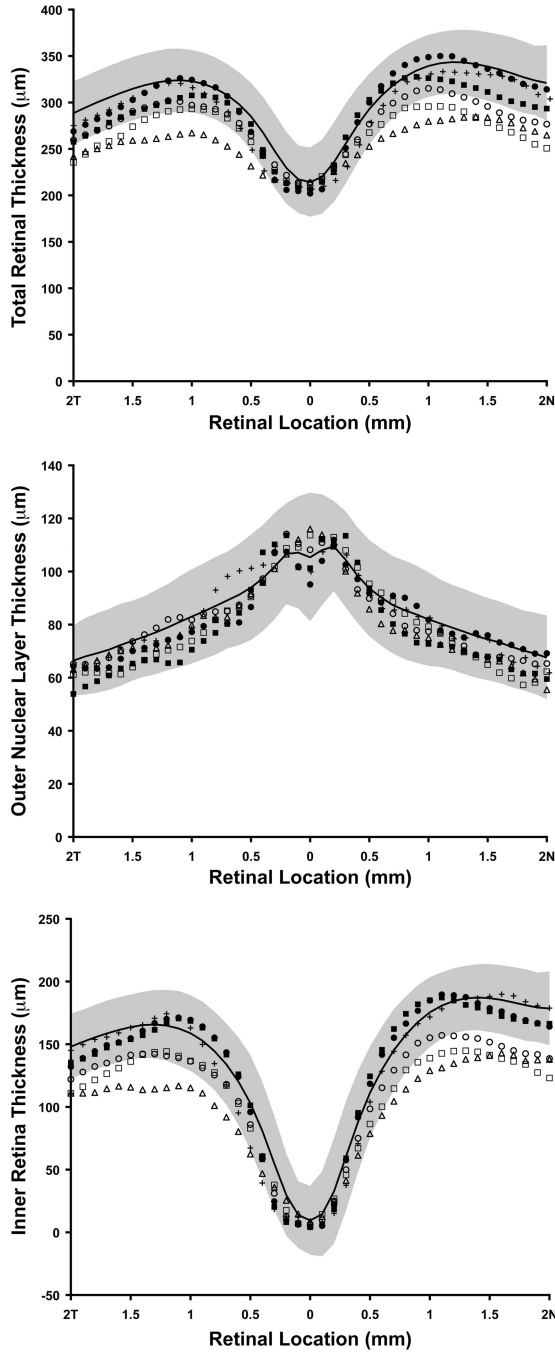 400
350
300
250
200
150
100
50
0
Total Retinal Thickness (μm)
2T 1.5 1 0.5 0 0.5 1 1.5 2N
Retinal Location (mm)
140
120
100
80
60
40
20
0
Outer Nuclear Layer Thickness (μm)
2T 1.5 1 0.5 0 0.5 1 1.5 2N
Retinal Location (mm)
250
200
150
100
50
0
-50
Inner Retina Thickness (μm)
2T 1.5 1 0.5 0 0.5 1 1.5 2N
Retinal Location (mm)